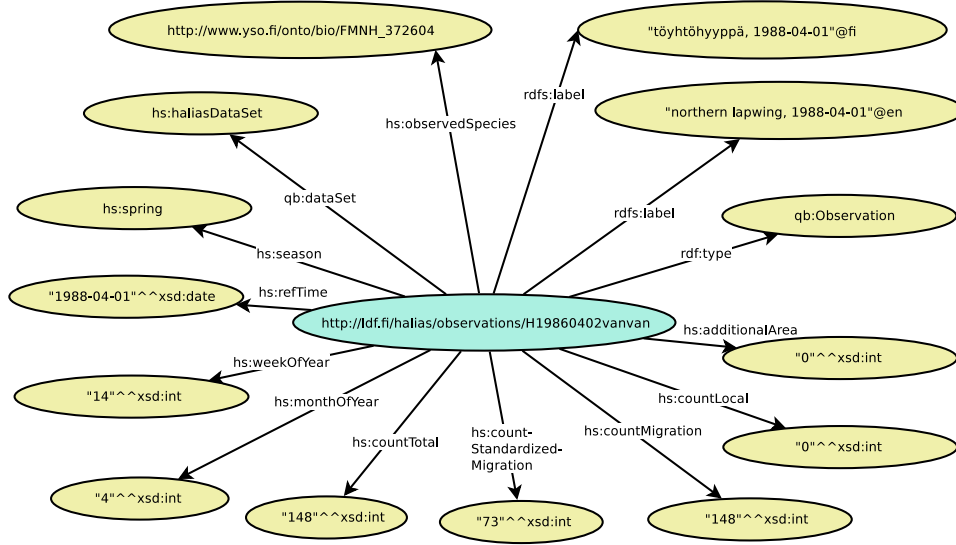 http://www.yso.fi/onto/bio/FMNH_372604
"töyhtöhyyppä, 1988-04-01"@fi
rdfs:label
hs:haliasDataSet
hs:observedSpecies
"northern lapwing, 1988-04-01"@en
qb:dataSet
hs:spring
rdfs:label
qb:Observation
hs:season
rdf:type
"1988-04-01"^^xsd:date
hs:refTime
http://ldf.fi/halias/observations/H19860402vanvan
hs:additionalArea
hs:weekOfYear
"0"^^xsd:int
"14"^^xsd:int
hs:monthOfYear
hs:countLocal
hs:countTotal
hs:count-
Standardized-
Migration
hs:countMigration
"0"^^xsd:int
"4"^^xsd:int
"148"^^xsd:int
"73"^^xsd:int
"148"^^xsd:int